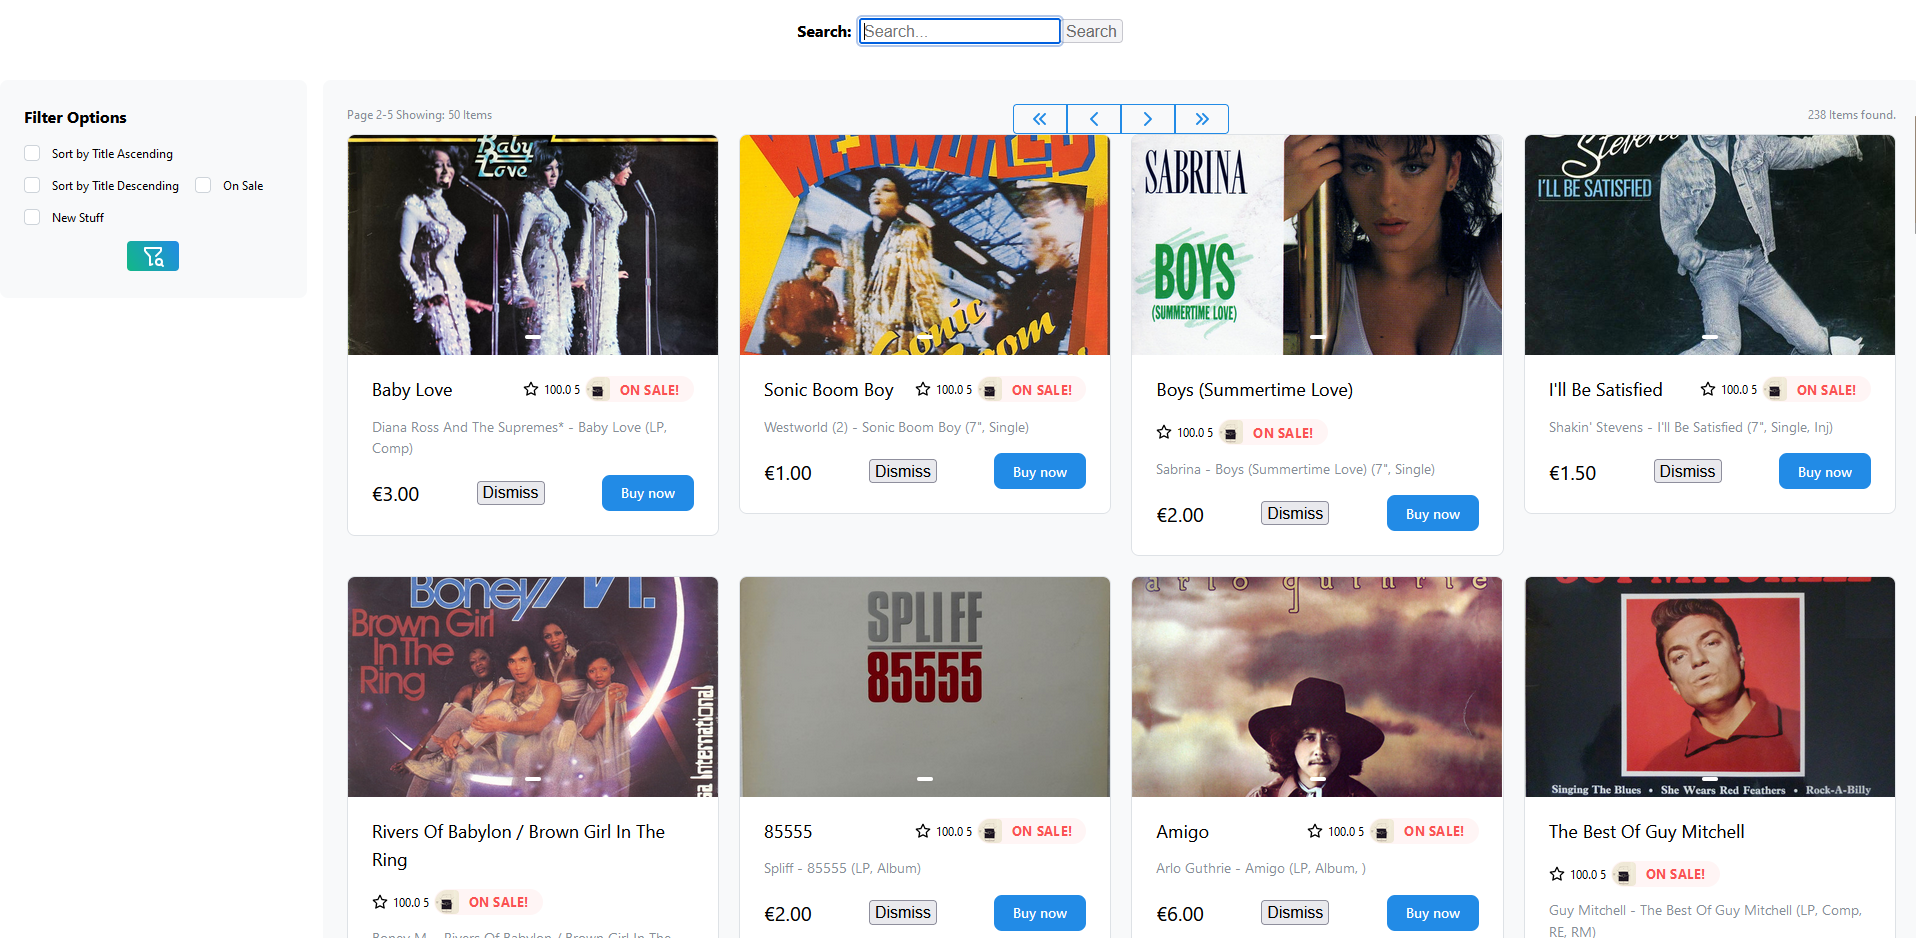 Search: Search... Search
Filter Options
Sort by Title Ascending
Sort by Title Descending On Sale
New Stuff
Page 2-5 Showing: 50 Items
238 Items found.
Baby
Love
WESTWORLD
Sonic
Boom
SABRINA
BOYS
(SUMMERTIME LOVE)
I'LL BE SATISFIED
Baby Love 100.0 5 ON SALE!
Diana Ross And The Supremes* - Baby Love (LP,
Comp)
€3.00 Dismiss Buy now
Sonic Boom Boy 100.0 5 ON SALE!
Westworld (2) - Sonic Boom Boy (7", Single)
€1.00 Dismiss Buy now
Boys (Summertime Love)
100.0 5 ON SALE!
Sabrina - Boys (Summertime Love) (7", Single)
€2.00 Dismiss Buy now
I'll Be Satisfied 100.0 5 ON SALE!
Shakin' Stevens - I'll Be Satisfied (7", Single, Inj)
€1.50 Dismiss Buy now
Boney M.
Brown Girl
In The
Ring
International
SPLIFF
85555
arlo guthrie
GUY MITCHELL
Singing The Blues • She Wears Red Feathers • Rock-A-Billy
Rivers Of Babylon / Brown Girl In The
Ring
100.0 5 ON SALE!
Boney M. - Rivers Of Babylon / Brown Girl In The
85555 100.0 5 ON SALE!
Spliff - 85555 (LP, Album)
€2.00 Dismiss Buy now
Amigo 100.0 5 ON SALE!
Arlo Guthrie - Amigo (LP, Album, )
€6.00 Dismiss Buy now
The Best Of Guy Mitchell
100.0 5 ON SALE!
Guy Mitchell - The Best Of Guy Mitchell (LP, Comp,
RE, RM)